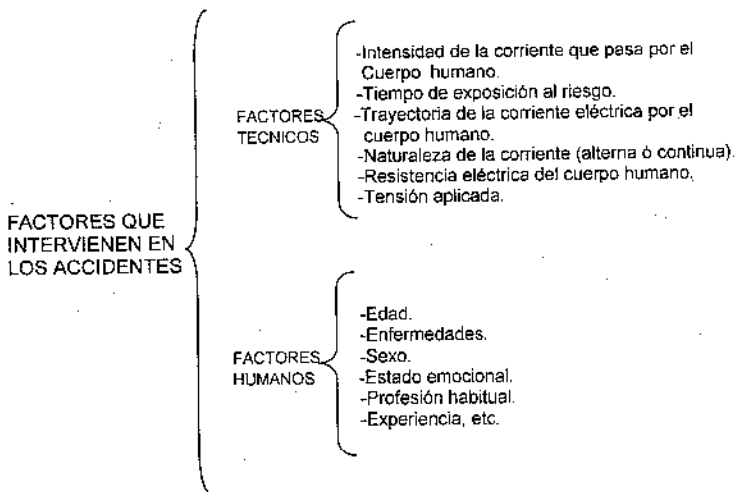 FACTORES QUE
INTERVIENEN EN
LOS ACCIDENTES
FACTORES
TECNICOS
-Intensidad de la corriente que pasa por el
Cuerpo humano.
-Tiempo de exposición al riesgo.
-Trayectoria de la corriente eléctrica por el
cuerpo humano.
-Naturaleza de la corriente (alterna ó continua).
-Resistencia eléctrica del cuerpo humano,
-Tensión aplicada.
FACTORES
HUMANOS
-Edad.
-Enfermedades.
-Sexo.
-Estado emocional.
-Profesión habitual.
-Experiencia, etc.